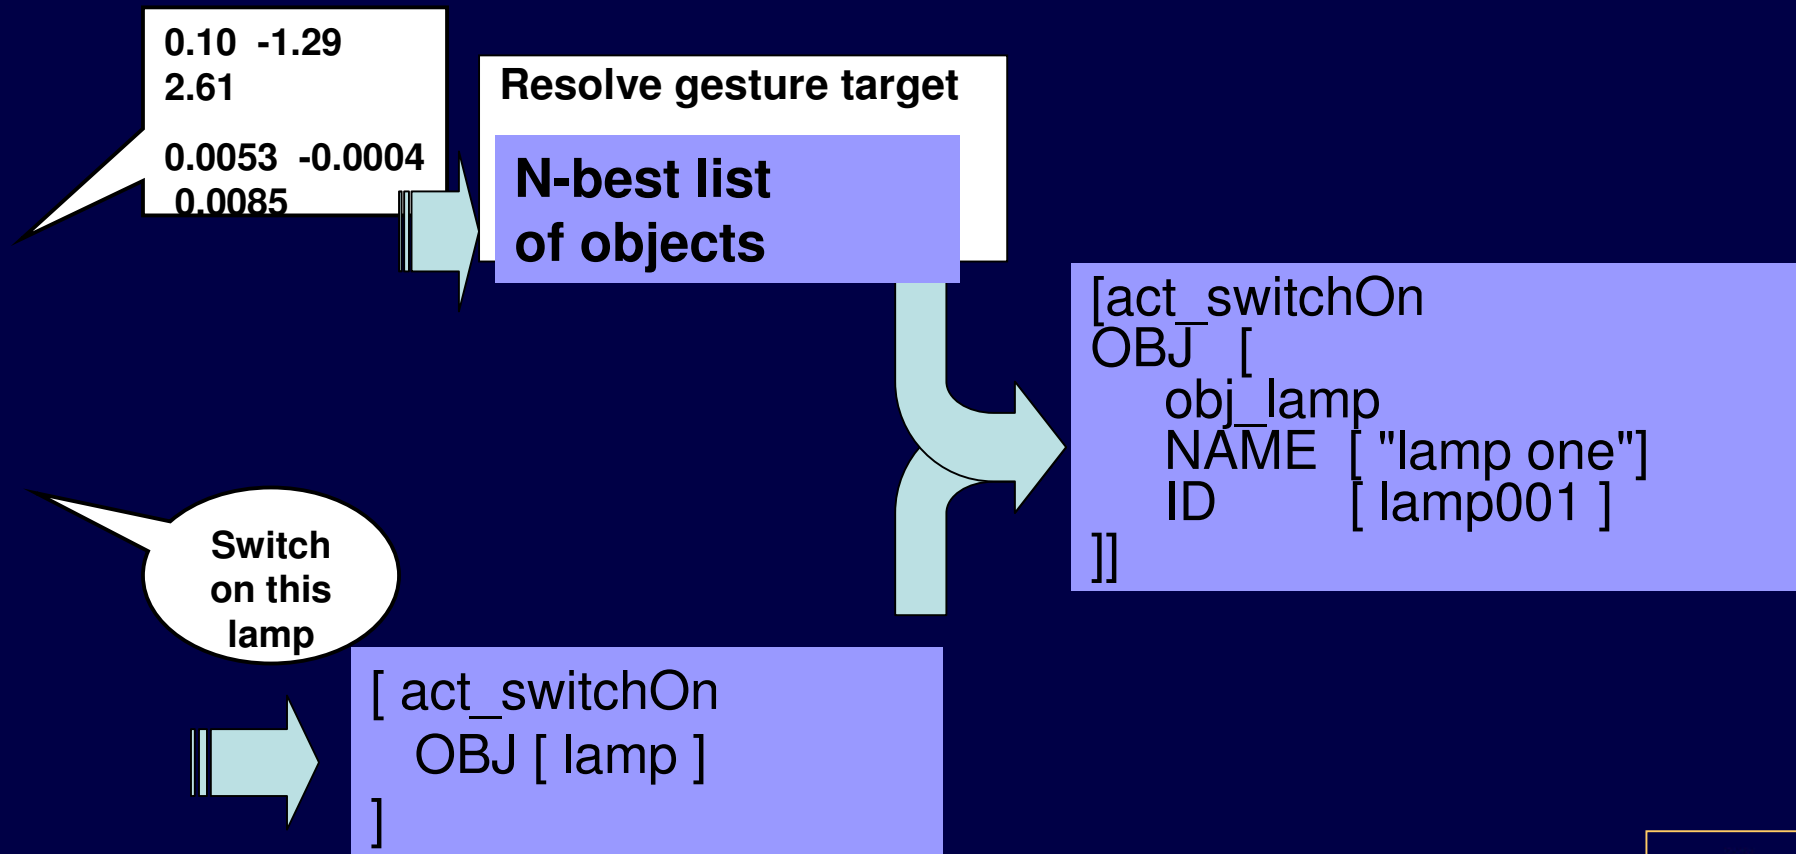 0.10 -1.29
2.61
0.0053 -0.0004
0.0085
Resolve gesture target
N-best list
of objects
[act_switchOn
OBJ [
obj_lamp
NAME [ "lamp one"]
ID [ lamp001 ]
]]
Switch
on this
lamp
[ act_switchOn
OBJ [ lamp ]
]